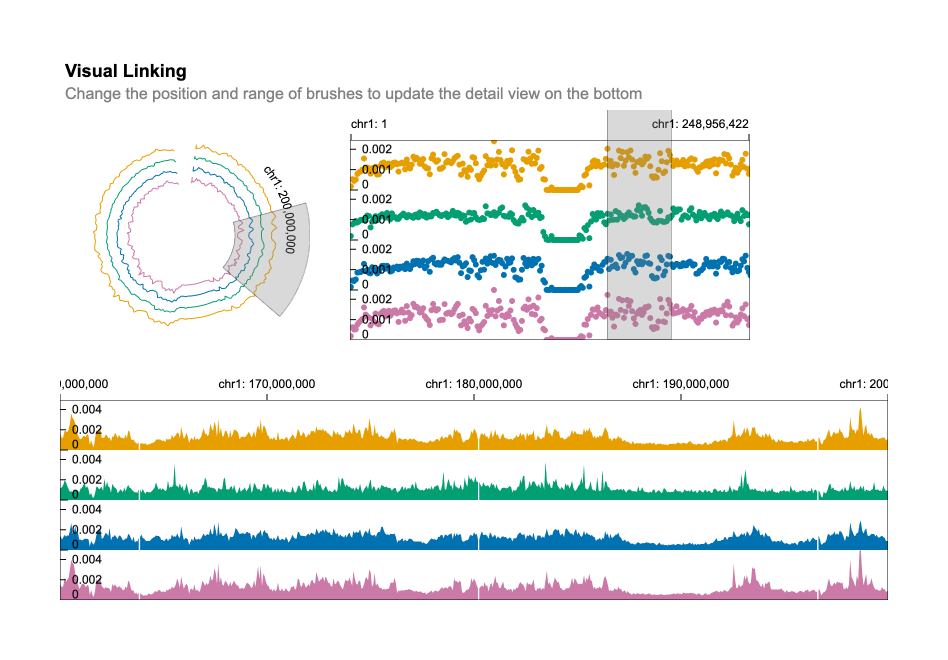 Visual Linking
Change the position and range of brushes to update the detail view on the bottom
chr1: 1
chr1: 248,956,422
chr1: 200,000,000
0.002
0.001
0
0.002
0.001
0
0.002
0.001
0
0.002
0.001
0
0,000,000
chr1: 170,000,000
chr1: 180,000,000
chr1: 190,000,000
chr1: 200
0.004
0.002
0
0.004
0.002
0
0.004
0.002
0
0.004
0.002
0